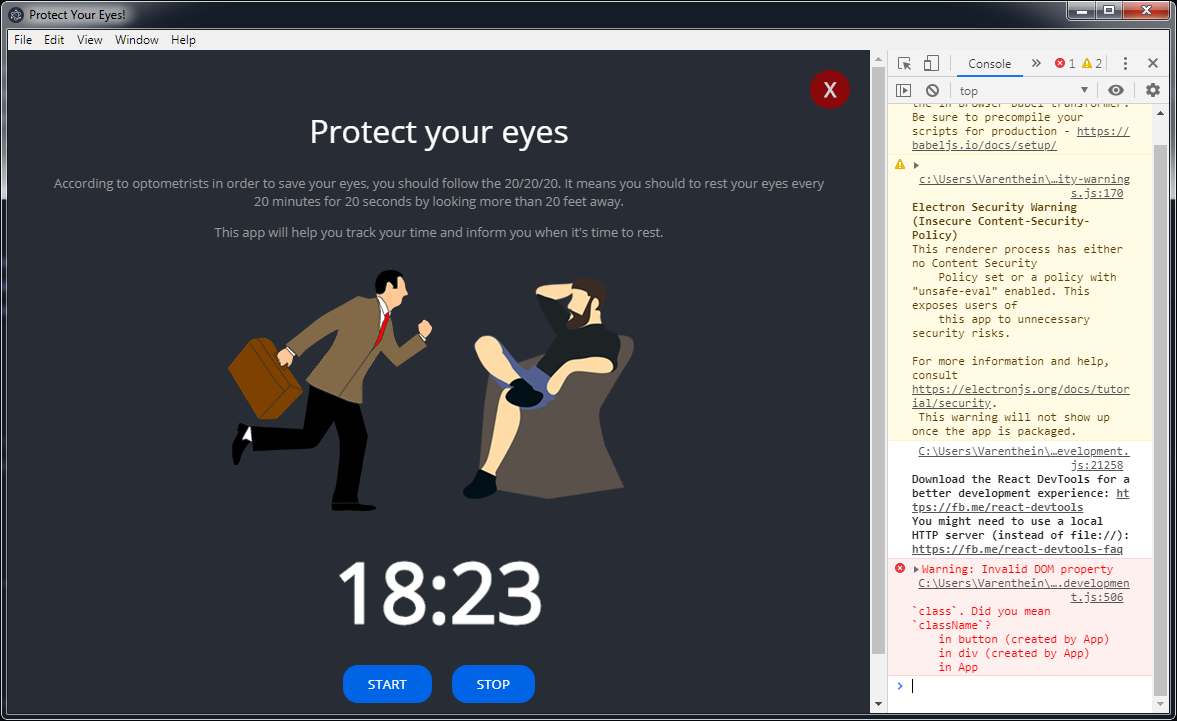 Protect Your Eyes!
File Edit View Window Help
X
Protect your eyes
According to optometrists in order to save your eyes, you should follow the 20/20/20. It means you should to rest your eyes every
20 minutes for 20 seconds by looking more than 20 feet away.
This app will help you track your time and inform you when it's time to rest.
18:23
START STOP
Console » 1 2
top
the in-browser Babel transformer.
Be sure to precompile your
scripts for production - https://
babeljs.io/docs/setup/
c:\Users\Varenthein\…ity-warning
s.js:170
Electron Security Warning
(Insecure Content-Security-
Policy)
This renderer process has either
no Content Security
Policy set or a policy with
"unsafe-eval" enabled. This
exposes users of
this app to unnecessary
security risks.
For more information and help,
consult
https://electronjs.org/docs/tutor
ial/security.
This warning will not show up
once the app is packaged.
C:\Users\Varenthein\…evelopment.
js:21258
Download the React DevTools for a
better development experience: ht
tps://fb.me/react-devtools
You might need to use a local
HTTP server (instead of file://):
https://fb.me/react-devtools-faq
Warning: Invalid DOM property
C:\Users\Varenthein\….developmen
t.js:506
`class`. Did you mean
`className`?
in button (created by App)
in div (created by App)
in App